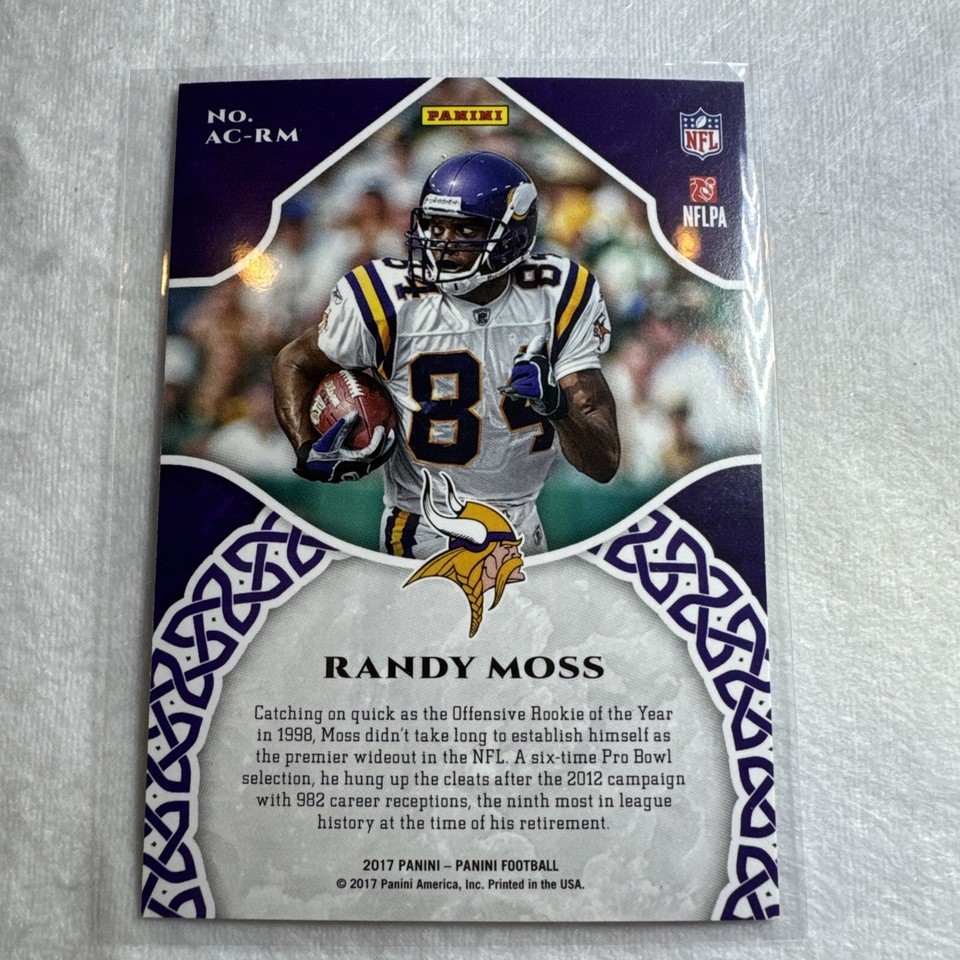 No.
AC-RM
PANINI
NFL
NFLPA
84
84
RANDY MOSS
Catching on quick as the Offensive Rookie of the Year
in 1998, Moss didn't take long to establish himself as
the premier wideout in the NFL. A six-time Pro Bowl
selection, he hung up the cleats after the 2012 campaign
with 982 career receptions, the ninth most in league
history at the time of his retirement.
2017 PANINI – PANINI FOOTBALL
© 2017 Panini America, Inc. Printed in the USA.